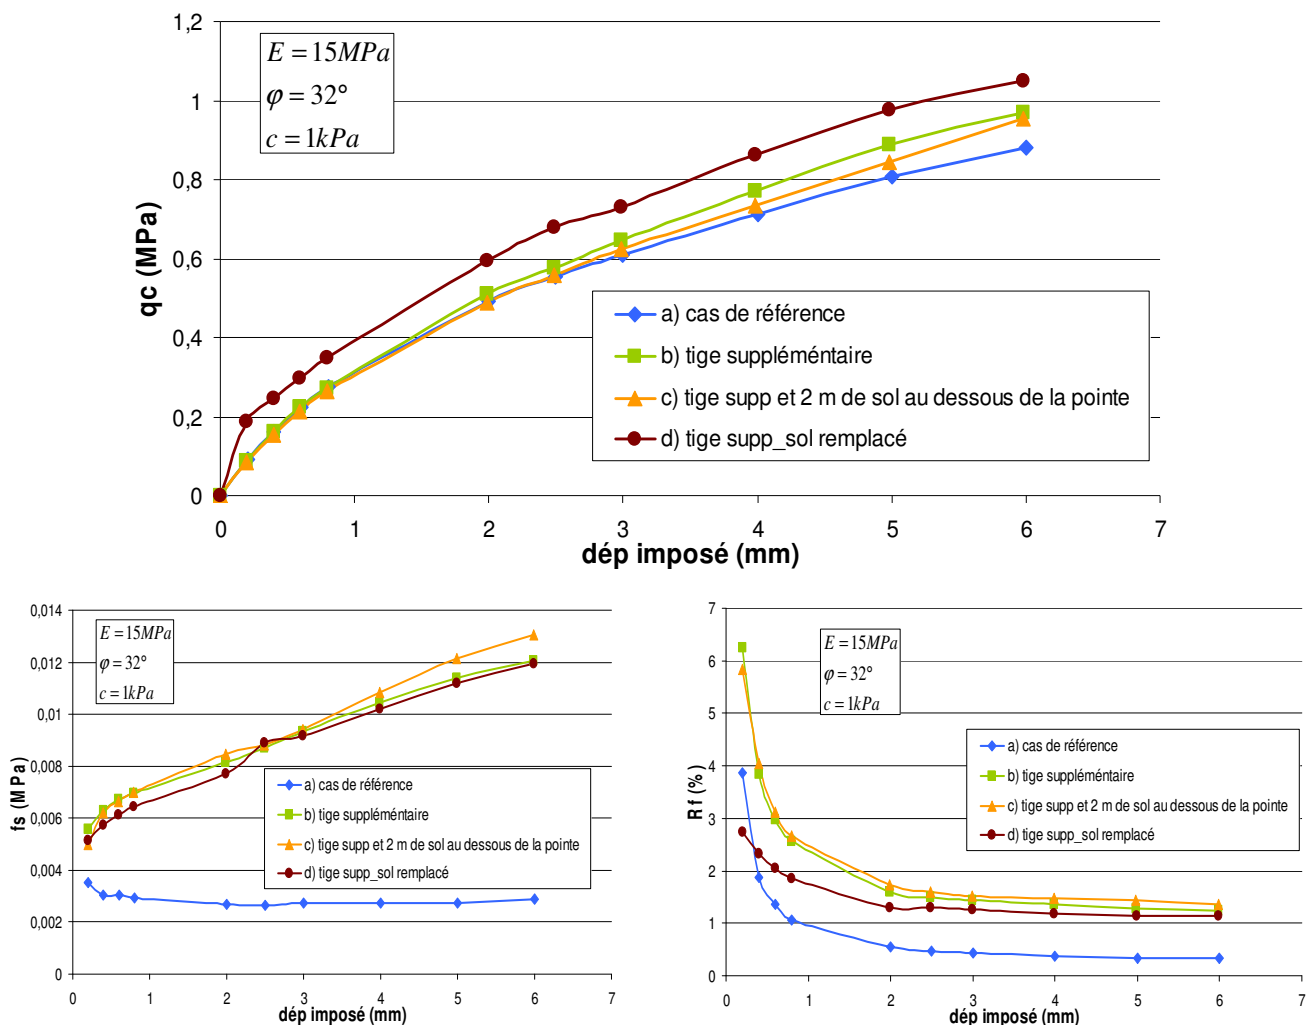 1,2
1
0,8
0,6
0,4
0,2
0
qc (MPa)
E = 15MPa
φ = 32°
c = 1kPa
a) cas de référence
b) tige suppléméntaire
c) tige supp et 2 m de sol au dessous de la pointe
d) tige supp_sol remplacé
0 1 2 3 4 5 6 7
dép imposé (mm)
0,014
0,012
0,01
0,008
0,006
0,004
0,002
0
fs (MPa)
E = 15MPa
φ = 32°
c = 1kPa
a) cas de référence
b) tige suppléméntaire
c) tige supp et 2 m de sol au dessous de la pointe
d) tige supp_sol remplacé
0 1 2 3 4 5 6 7
dép imposé (mm)
7
6
5
4
3
2
1
0
Rf (%)
E = 15MPa
φ = 32°
c = 1kPa
a) cas de référence
b) tige suppléméntaire
c) tige supp et 2 m de sol au dessous de la pointe
d) tige supp_sol remplacé
0 1 2 3 4 5 6 7
dép imposé (mm)